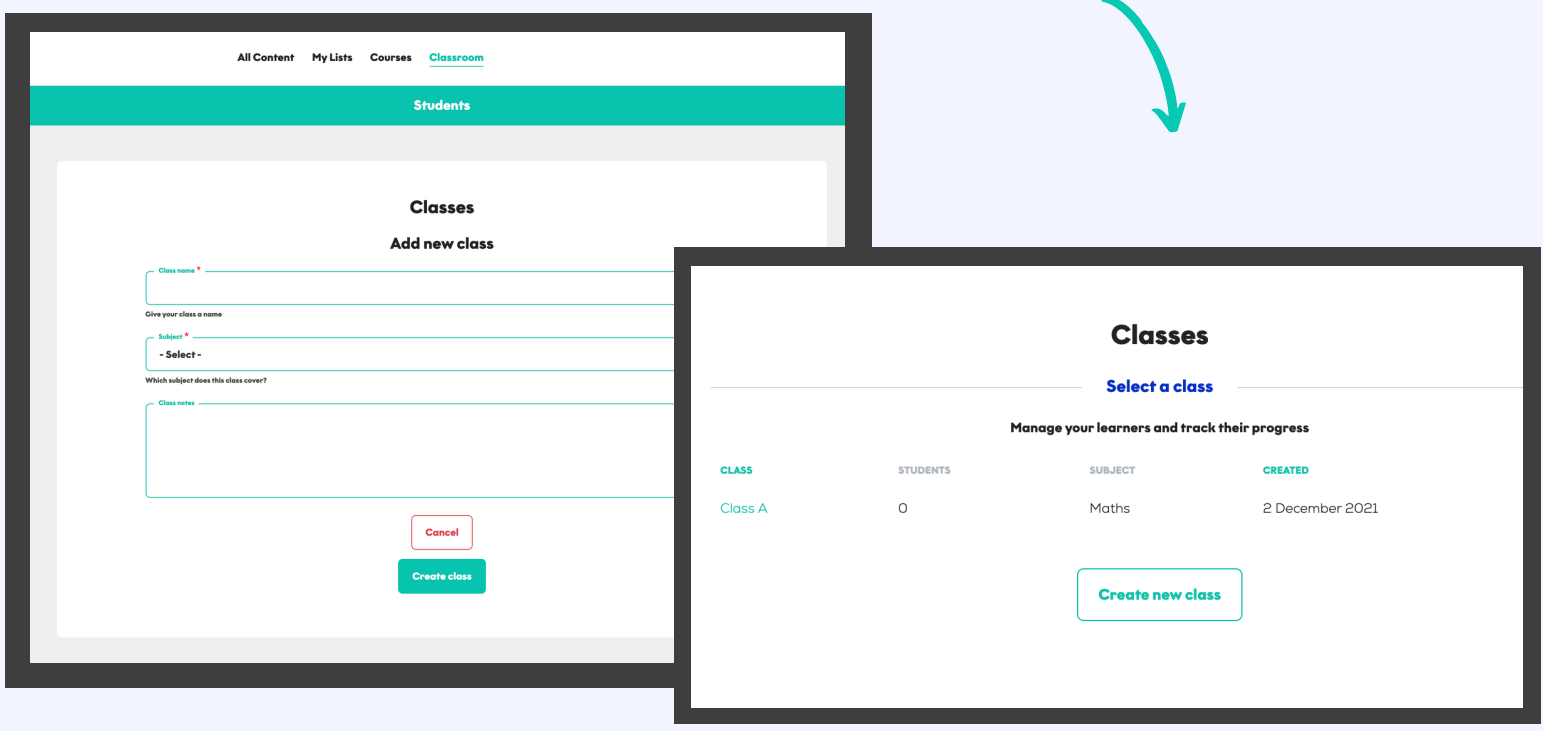 All Content My Lists Courses Classroom
Students
Classes
Add new class
Class name *
Give your class a name
Subject *
- Select -
Which subject does this class cover?
Class notes
Cancel
Create class
Classes
Select a class
Manage your learners and track their progress
CLASS STUDENTS SUBJECT CREATED
Class A 0 Maths 2 December 2021
Create new class